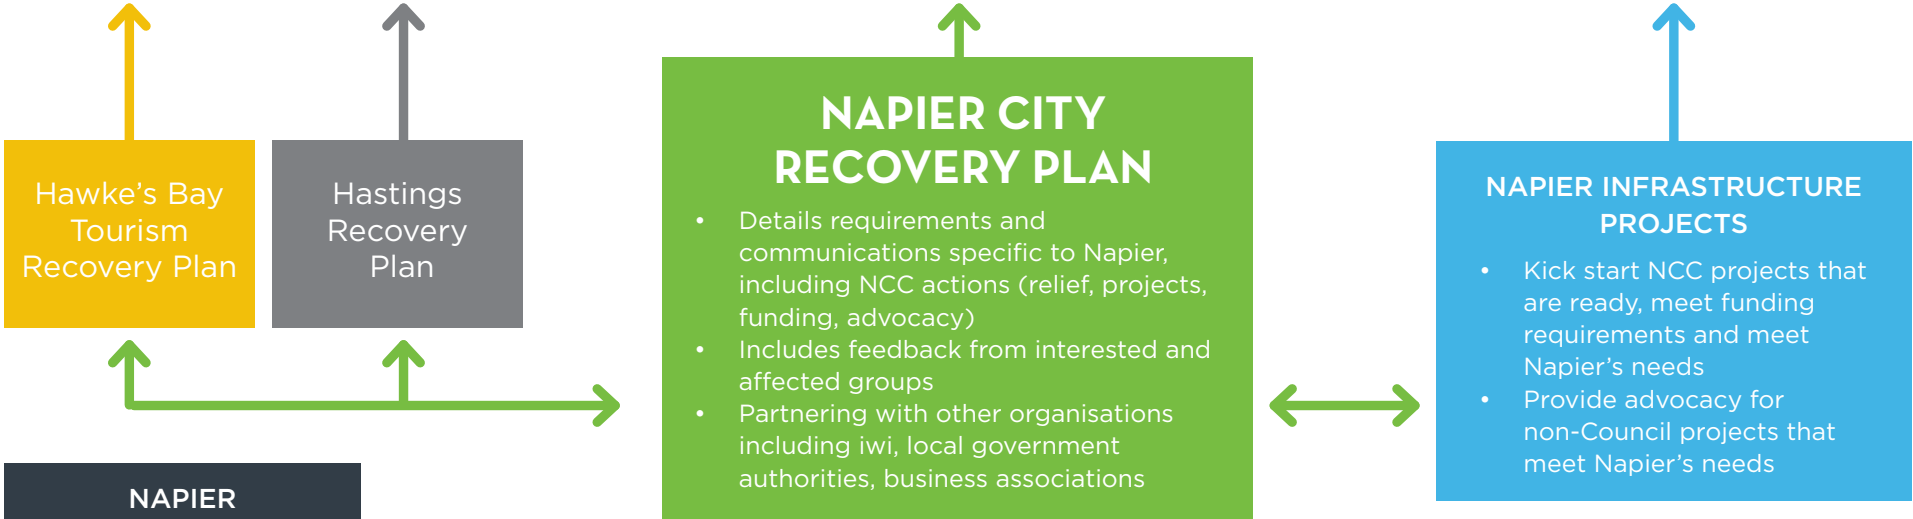 Hawke’s Bay
Tourism
Recovery Plan
Hastings
Recovery
Plan
NAPIER CITY
RECOVERY PLAN
• Details requirements and
communications specific to Napier,
including NCC actions (relief, projects,
funding, advocacy)
• Includes feedback from interested and
affected groups
• Partnering with other organisations
including iwi, local government
authorities, business associations
NAPIER INFRASTRUCTURE
PROJECTS
• Kick start NCC projects that
are ready, meet funding
requirements and meet
Napier’s needs
• Provide advocacy for
non-Council projects that
meet Napier’s needs
NAPIER